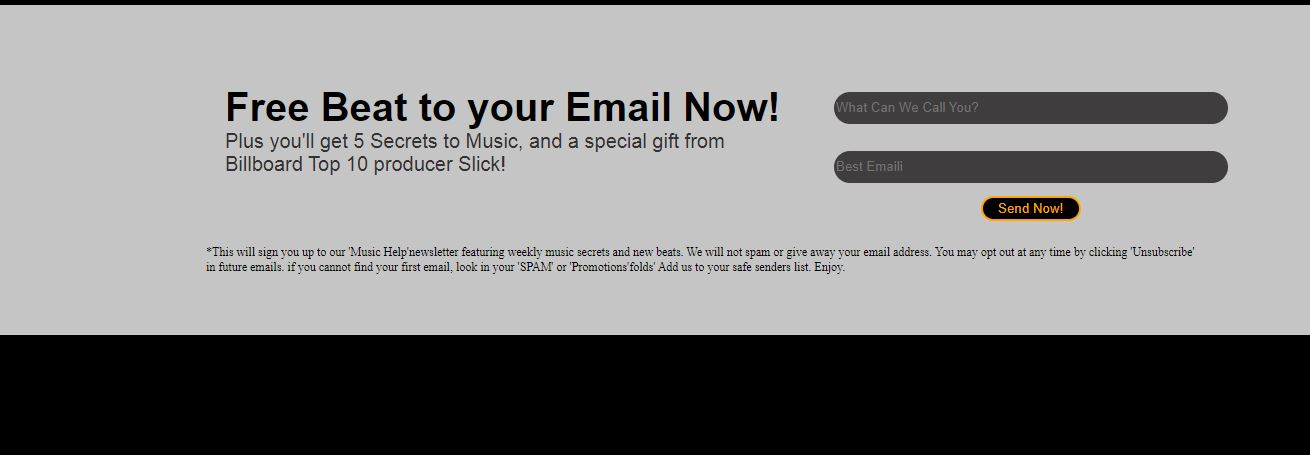 Free Beat to your Email Now!
Plus you'll get 5 Secrets to Music, and a special gift from
Billboard Top 10 producer Slick!
What Can We Call You?
Best Emaili
Send Now!
*This will sign you up to our 'Music Help'newsletter featuring weekly music secrets and new beats. We will not spam or give away your email address. You may opt out at any time by clicking 'Unsubscribe'
in future emails. if you cannot find your first email, look in your 'SPAM' or 'Promotions'folds' Add us to your safe senders list. Enjoy.